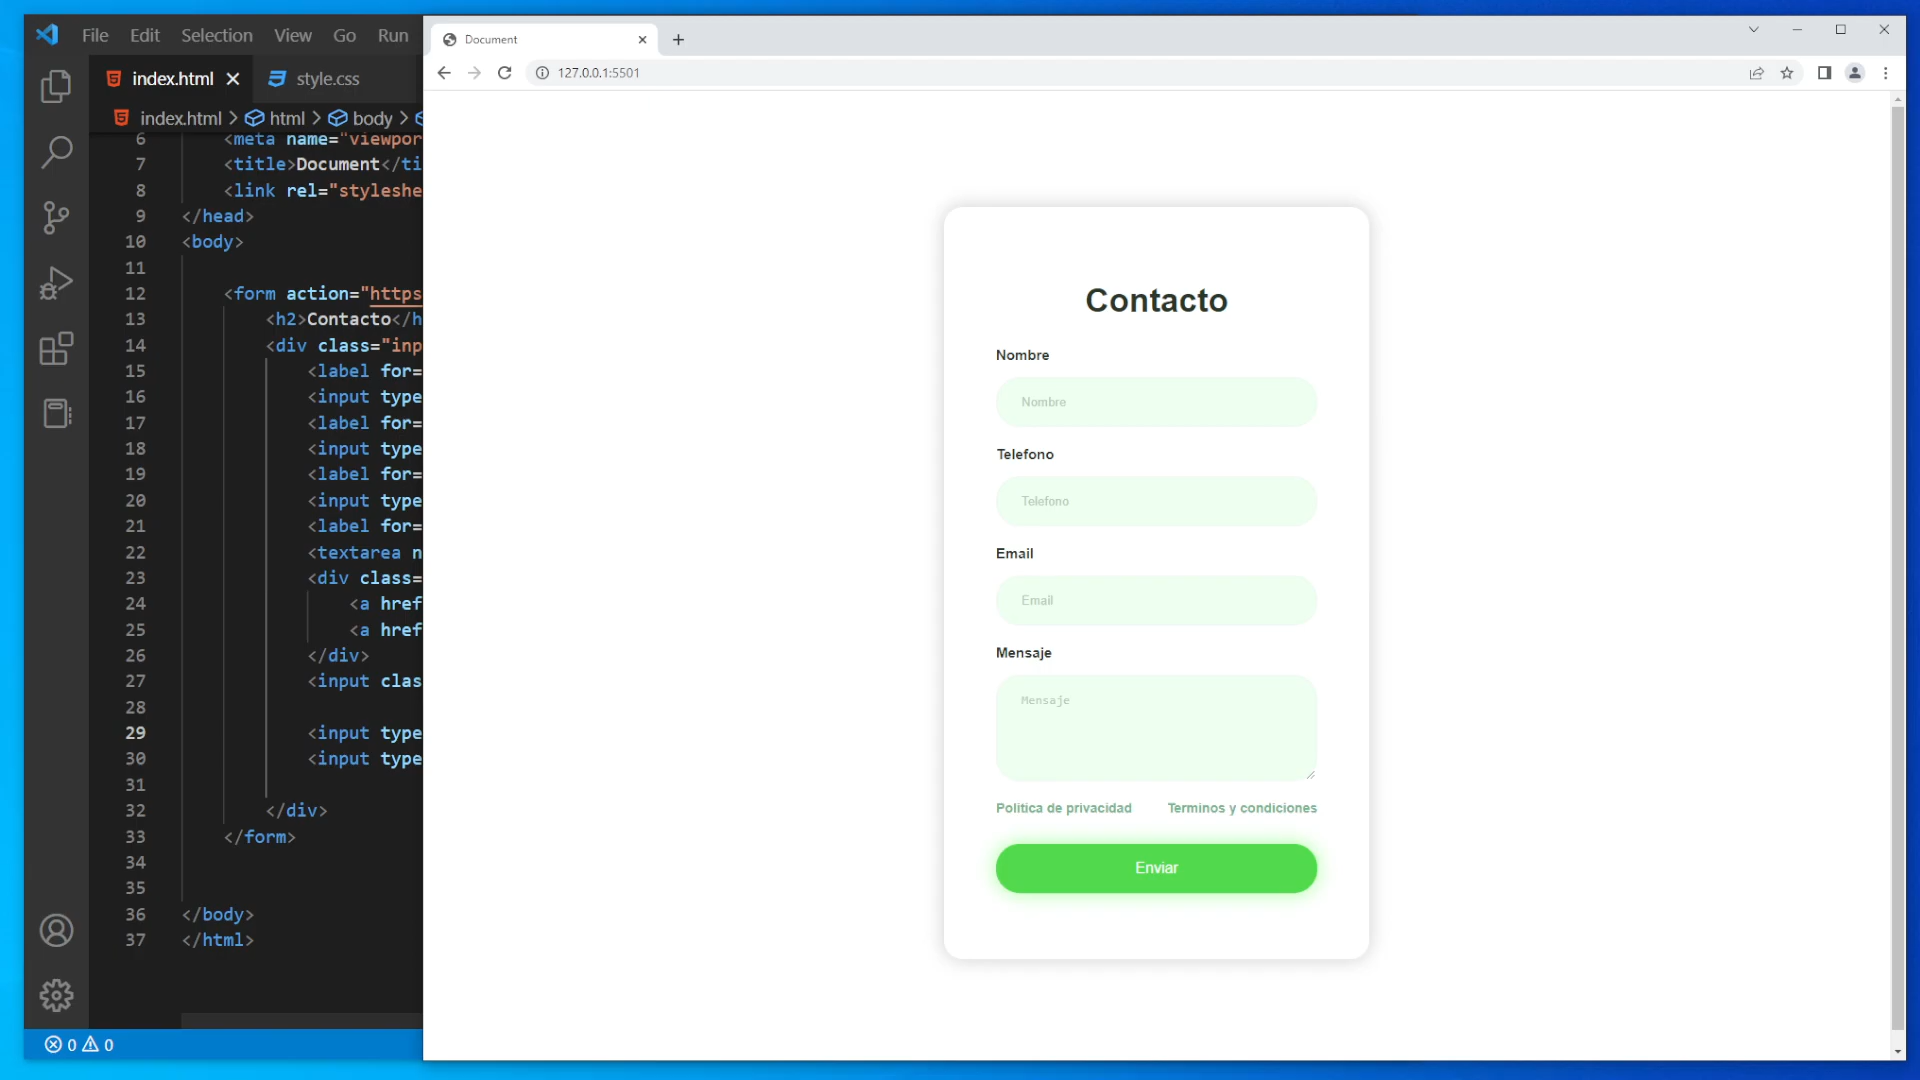 File Edit Selection View Go Run
index.html style.css
index.html > html > body >
6 <meta name="viewpor
7 <title>Document</ti
8 <link rel="styleshe
9 </head>
10 <body>
11
12 <form action="https
13 <h2>Contacto</h
14 <div class="inp
15 <label for=
16 <input type
17 <label for=
18 <input type
19 <label for=
20 <input type
21 <label for=
22 <textarea n
23 <div class=
24 <a href
25 <a href
26 </div>
27 <input clas
28
29 <input type
30 <input type
31
32 </div>
33 </form>
34
35
36 </body>
37 </html>
0 0
Document
127.0.0.1:5501
Contacto
Nombre
Nombre
Telefono
Telefono
Email
Email
Mensaje
Mensaje
Politica de privacidad Terminos y condiciones
Enviar